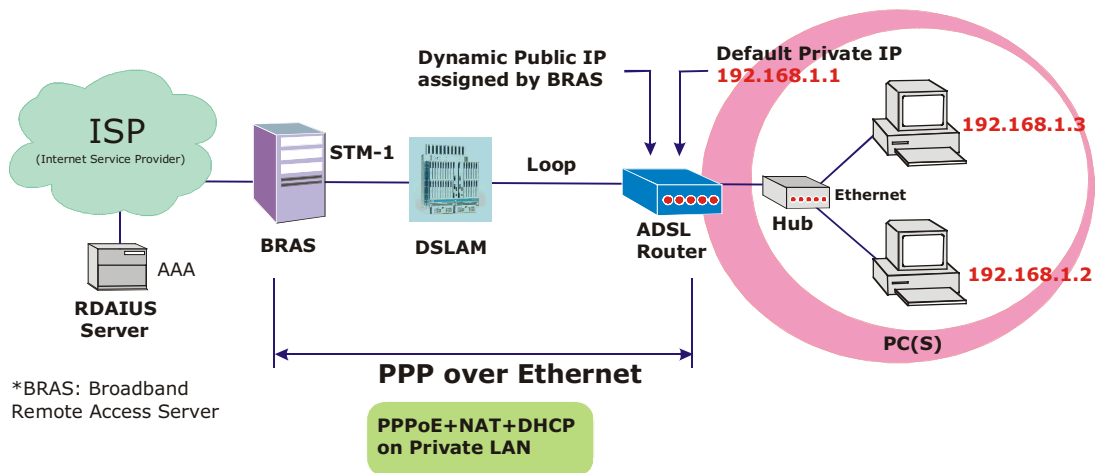 Dynamic Public IP
assigned by BRAS
Default Private IP
192.168.1.1
ISP
(Internet Service Provider)
STM-1
Loop
192.168.1.3
Ethernet
BRAS
DSLAM
ADSL
Router
Hub
AAA
RDAIUS
Server
192.168.1.2
PC(S)
PPP over Ethernet
*BRAS: Broadband
Remote Access Server
PPPoE+NAT+DHCP
on Private LAN